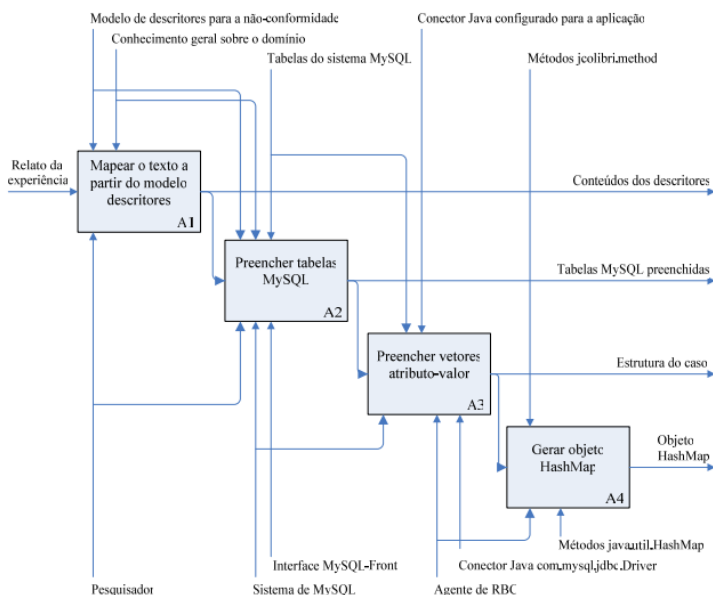 Modelo de descritores para a não-conformidade
Conhecimento geral sobre o domínio
Conector Java configurado para a aplicação
Tabelas do sistema MySQL
Métodos jcolibri.method
Relato da
experiência
Mapear o texto a
partir do modelo
descritores
A1
Conteúdos dos descritores
Preencher tabelas
MySQL
A2
Tabelas MySQL preenchidas
Preencher vetores
atributo-valor
A3
Estrutura do caso
Gerar objeto
HashMap
A4
Objeto
HashMap
Métodos java.util.HashMap
Interface MySQL-Front
Conector Java com.mysql.jdbc.Driver
Pesquisador
Sistema de MySQL
Agente de RBC